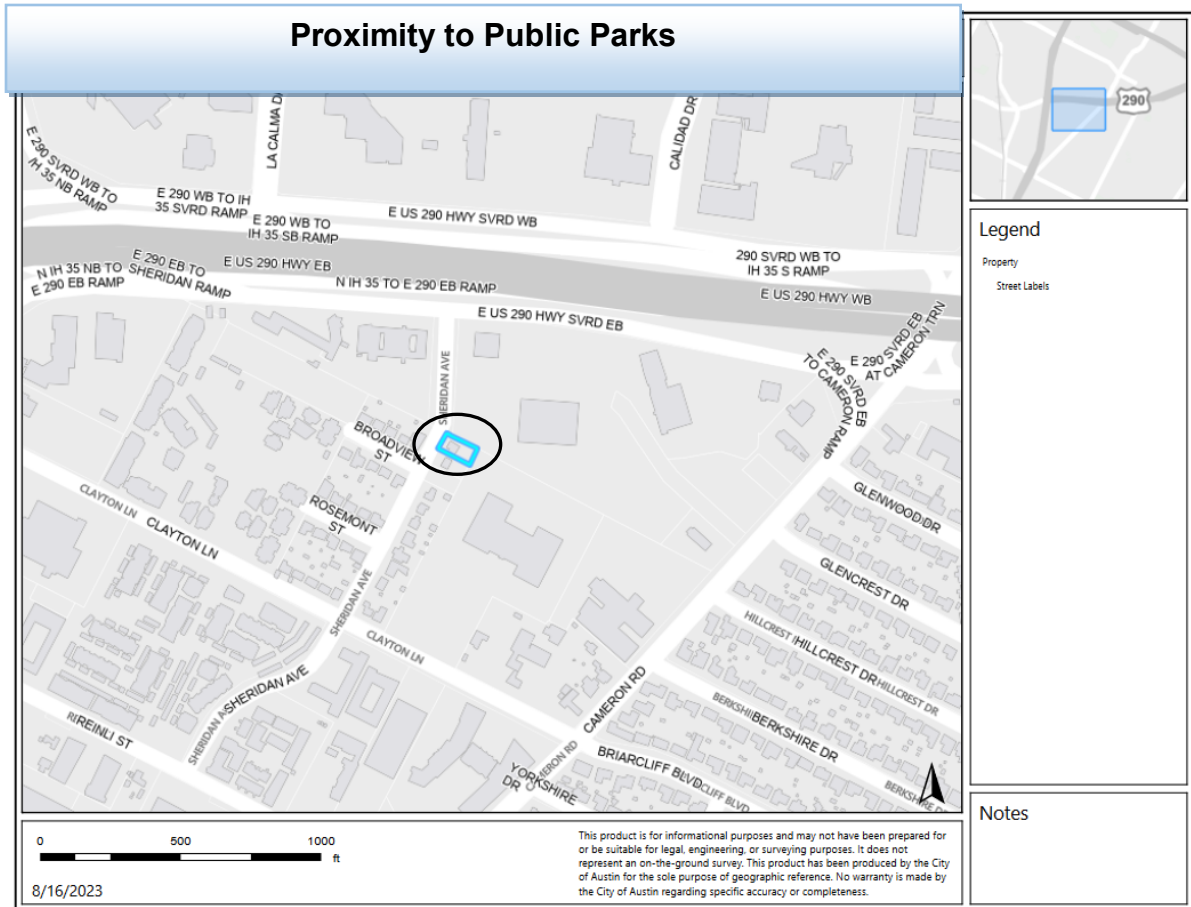 Proximity to Public Parks
290
LA CALMA D
CALIDAD DR
E 290 SVRD WB TO
/H 35 NB RAMP
E 290 WB TO IH
35 SVRD RAMP
E 290 WB TO
IH 35 SB RAMP
E US 290 HWY SVRD WB
290 SVRD WB TO
IH 35 S RAMP
N IH 35 NB TO
E 290 EB RAMP
E 290 EB TO
SHERIDAN RAMP
E US 290 HWY EB
N IH 35 TO E 290 EB RAMP
E US 290 HWY WB
E US 290 HWY SVRD EB
E 290 SVRD EB
AT CAMERON TRN
E 290 SVRD EB
TO CAMERON RAMP
SHERIDAN AVE
BROADVIEW
ST
ROSEMONT
ST
CLAYTON LN
CLAYTON LN
SHERIDAN AVE
CLAYTON LN
GLENWOOD DR
GLENCREST DR
HILLCREST
HILLCREST DR
HILLCREST DR
SHERIDAN A
SHERIDAN AVE
CAMERON RD
BERKSHI
BERKSHIRE DR
BERKSHIRE DR
RI
REINLI ST
CAMERON RD
BRIARCLIFF BLVD
CLIFF BLVD
YORKSHIRE
DR
Legend
Property
Street Labels
Notes
0 500 1000
ft
8/16/2023
This product is for informational purposes and may not have been prepared for
or be suitable for legal, engineering, or surveying purposes. It does not
represent an on-the-ground survey. This product has been produced by the City
of Austin for the sole purpose of geographic reference. No warranty is made by
the City of Austin regarding specific accuracy or completeness.